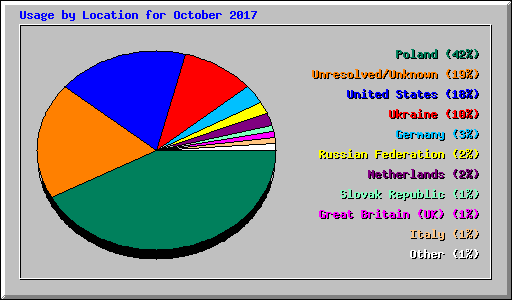 Usage by Location for October 2017
Poland (42%)
Unresolved/Unknown (19%)
United States (18%)
Ukraine (10%)
Germany (3%)
Russian Federation (2%)
Netherlands (2%)
Slovak Republic (1%)
Great Britain (UK) (1%)
Italy (1%)
Other (1%)